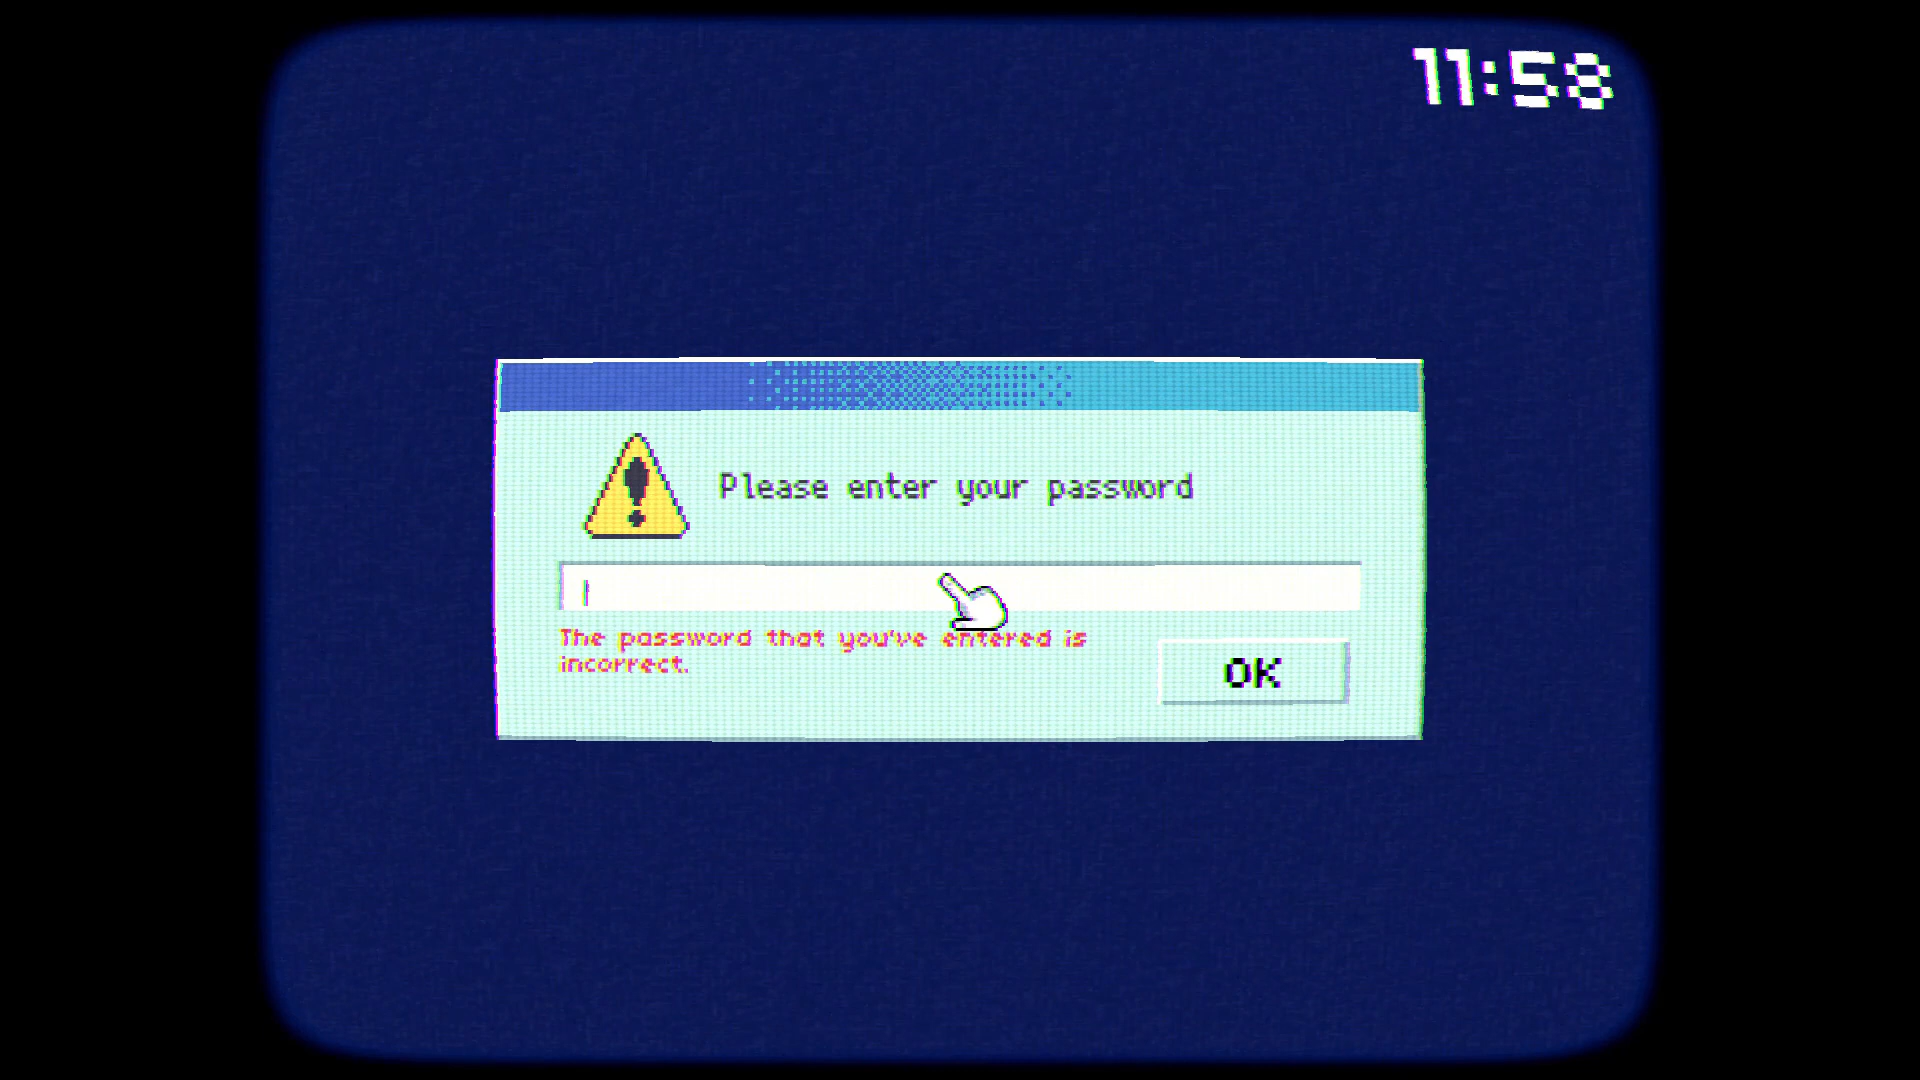 11:58
Please enter your password
The password that you've entered is
incorrect.
OK